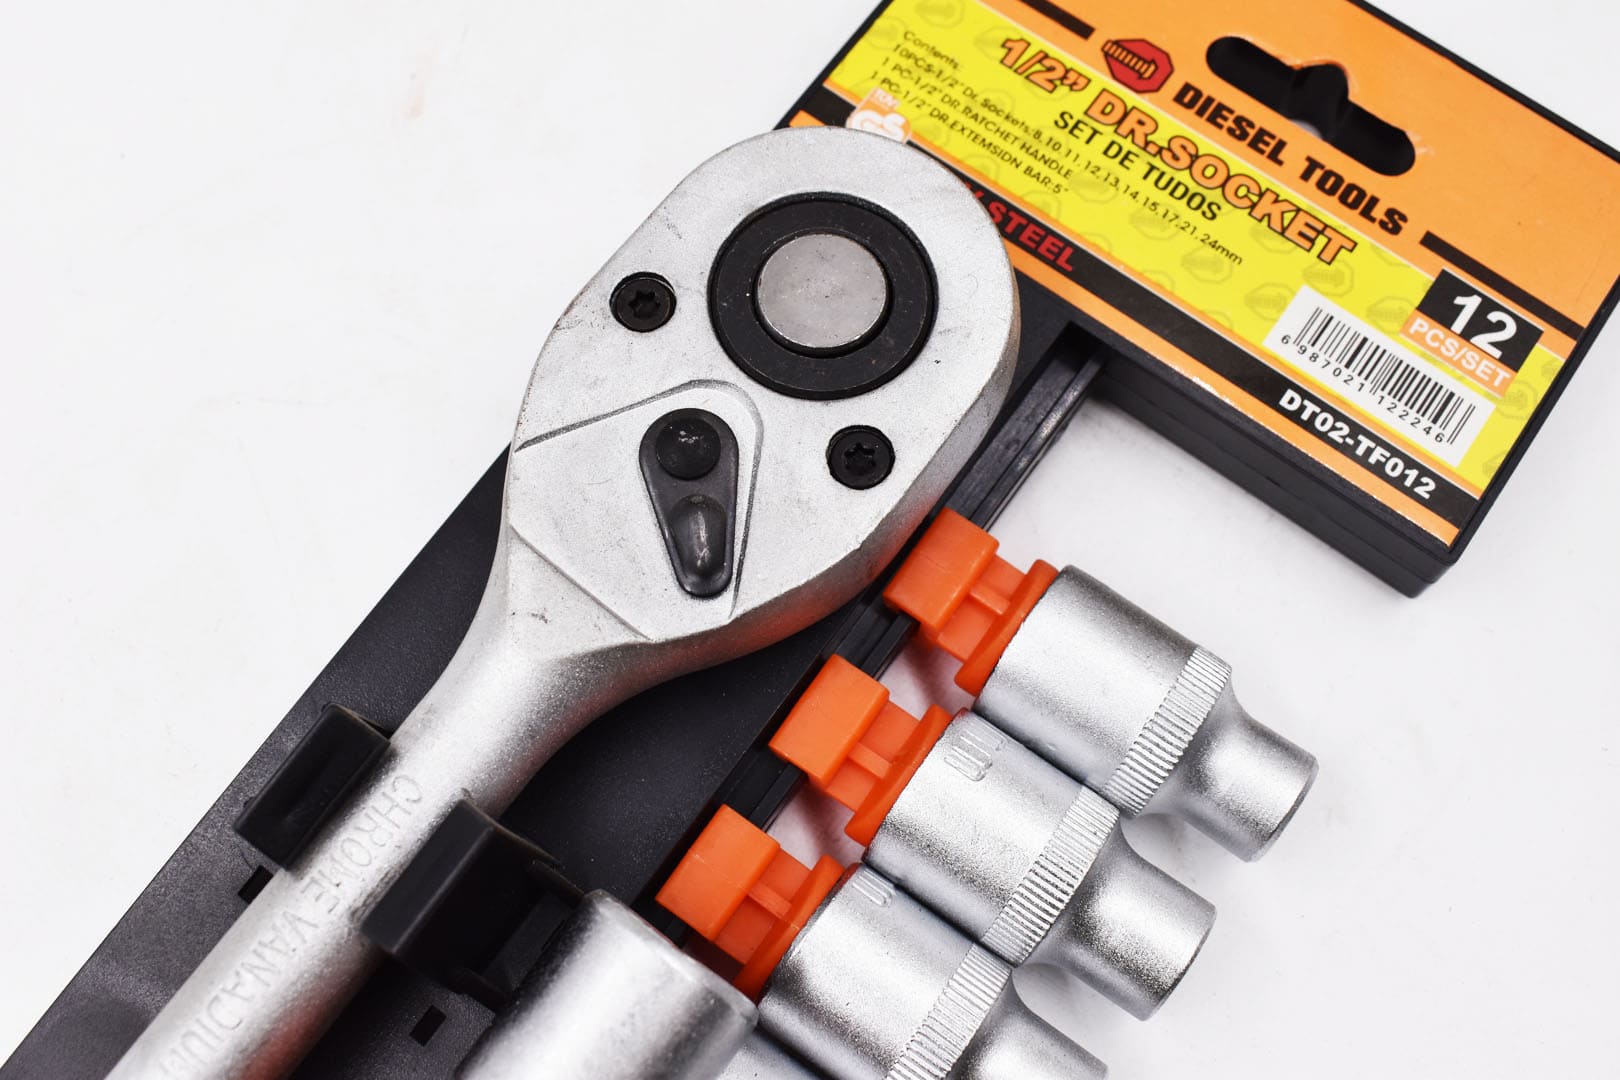 DIESEL TOOLS
1/2” DR.SOCKET
SET DE TUDOS
Contents:
10PCS-1/2" Dr.Sockets:8,10,11,12,13,14,15,17,21,24mm
1 PC-1/2" DR.RATCHET HANDLE
1 PC-1/2" DR.EXTEMSIDN BAR:5"
TUV
GS
STEEL
12
PCS/SET
6 987021 122246
DT02-TF012
CHROME VANADIUM